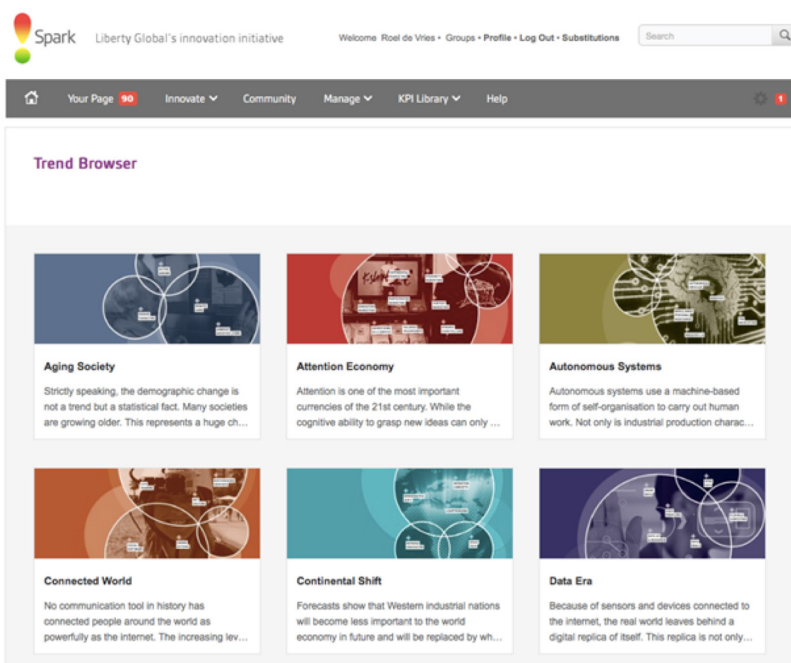 Spark Liberty Global's innovation initiative Welcome Roel de Vries • Groups • Profile • Log Out • Substitutions Search
Your Page 90 Innovate Community Manage KPI Library Help 1
Trend Browser
Aging Society
Strictly speaking, the demographic change is
not a trend but a statistical fact. Many societies
are growing older. This represents a huge ch...
Attention Economy
Attention is one of the most important
currencies of the 21st century. While the
cognitive ability to grasp new ideas can only ...
Autonomous Systems
Autonomous systems use a machine-based
form of self-organisation to carry out human
work. Not only is industrial production charac...
Connected World
No communication tool in history has
connected people around the world as
powerfully as the internet. The increasing lev...
Continental Shift
Forecasts show that Western industrial nations
will become less important to the world
economy in future and will be replaced by wh...
Data Era
Because of sensors and devices connected to
the internet, the real world leaves behind a
digital replica of itself. This replica is not only...